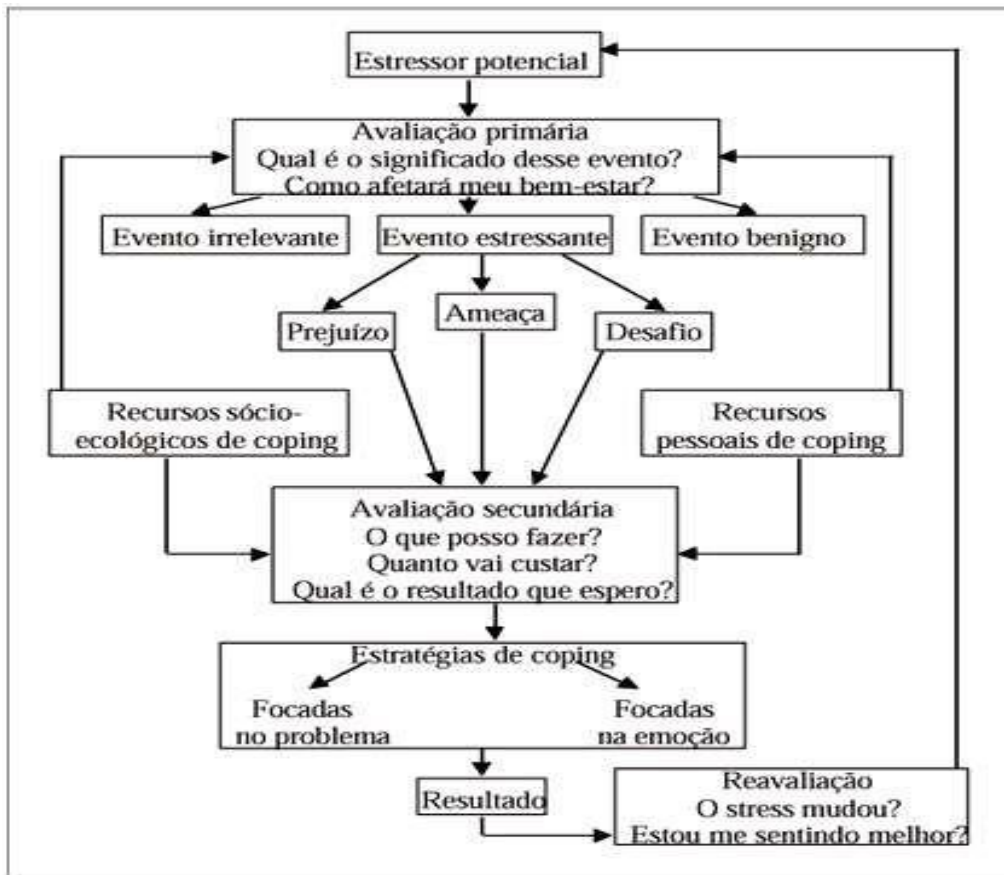 Estressor potencial
Avaliação primária
Qual é o significado desse evento?
Como afetará meu bem-estar?
Evento irrelevante
Evento estressante
Evento benigno
Prejuízo
Ameaça
Desafio
Recursos sócio-
ecológicos de coping
Recursos
pessoais de coping
Avaliação secundária
O que posso fazer?
Quanto vai custar?
Qual é o resultado que espero?
Estratégias de coping
Focadas
no problema
Focadas
na emoção
Resultado
Reavaliação
O stress mudou?
Estou me sentindo melhor?